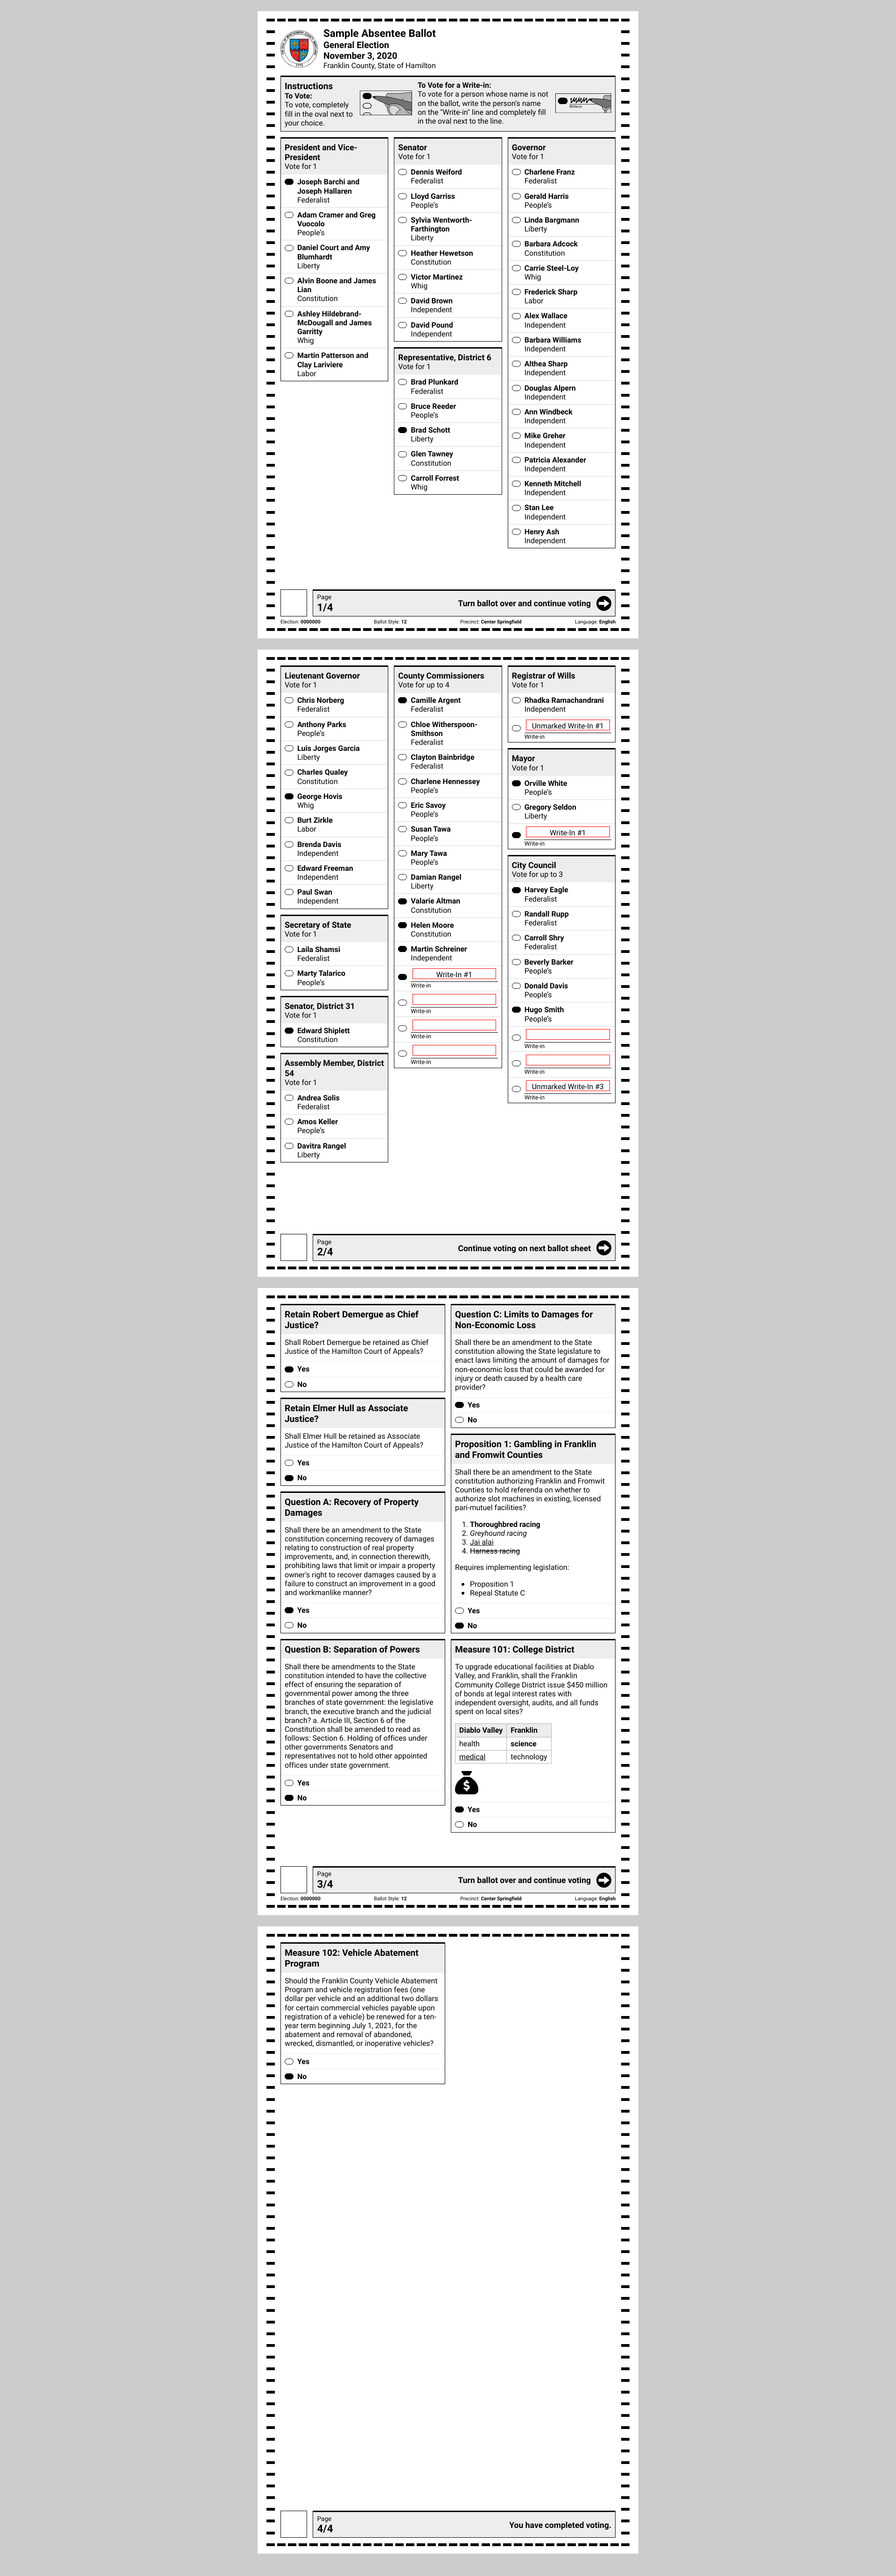 Sample Absentee Ballot
General Election
November 3, 2020
Franklin County, State of Hamilton
Instructions
To Vote:
To vote, completely
fill in the oval next to
your choice.
To Vote for a Write-in:
To vote for a person whose name is not
on the ballot, write the person's name
on the "Write-in" line and completely fill
in the oval next to the line.
Write-in
President and Vice-
President
Vote for 1
Joseph Barchi and
Joseph Hallaren
Federalist
Adam Cramer and Greg
Vuocolo
People's
Daniel Court and Amy
Blumhardt
Liberty
Alvin Boone and James
Lian
Constitution
Ashley Hildebrand-
McDougall and James
Garritty
Whig
Martin Patterson and
Clay Lariviere
Labor
Senator
Vote for 1
Dennis Weiford
Federalist
Lloyd Garriss
People's
Sylvia Wentworth-
Farthington
Liberty
Heather Hewetson
Constitution
Victor Martinez
Whig
David Brown
Independent
David Pound
Independent
Representative, District 6
Vote for 1
Brad Plunkard
Federalist
Bruce Reeder
People's
Brad Schott
Liberty
Glen Tawney
Constitution
Carroll Forrest
Whig
Governor
Vote for 1
Charlene Franz
Federalist
Gerald Harris
People's
Linda Bargmann
Liberty
Barbara Adcock
Constitution
Carrie Steel-Loy
Whig
Frederick Sharp
Labor
Alex Wallace
Independent
Barbara Williams
Independent
Althea Sharp
Independent
Douglas Alpern
Independent
Ann Windbeck
Independent
Mike Greher
Independent
Patricia Alexander
Independent
Kenneth Mitchell
Independent
Stan Lee
Independent
Henry Ash
Independent
Page
1/4
Turn ballot over and continue voting
Election: 0000000 Ballot Style: 12 Precinct: Center Springfield Language: English
Lieutenant Governor
Vote for 1
Chris Norberg
Federalist
Anthony Parks
People's
Luis Jorges Garcia
Liberty
Charles Qualey
Constitution
George Hovis
Whig
Burt Zirkle
Labor
Brenda Davis
Independent
Edward Freeman
Independent
Paul Swan
Independent
Secretary of State
Vote for 1
Laila Shamsi
Federalist
Marty Talarico
People's
Senator, District 31
Vote for 1
Edward Shiplett
Constitution
Assembly Member, District
54
Vote for 1
Andrea Solis
Federalist
Amos Keller
People's
Davitra Rangel
Liberty
County Commissioners
Vote for up to 4
Camille Argent
Federalist
Chloe Witherspoon-
Smithson
Federalist
Clayton Bainbridge
Federalist
Charlene Hennessey
People's
Eric Savoy
People's
Susan Tawa
People's
Mary Tawa
People's
Damian Rangel
Liberty
Valarie Altman
Constitution
Helen Moore
Constitution
Martin Schreiner
Independent
Write-In #1
Write-in
Write-in
Write-in
Write-in
Registrar of Wills
Vote for 1
Rhadka Ramachandrani
Independent
Unmarked Write-In #1
Write-in
Mayor
Vote for 1
Orville White
People's
Gregory Seldon
Liberty
Write-In #1
Write-in
City Council
Vote for up to 3
Harvey Eagle
Federalist
Randall Rupp
Federalist
Carroll Shry
Federalist
Beverly Barker
People's
Donald Davis
People's
Hugo Smith
People's
Write-in
Write-in
Unmarked Write-In #3
Write-in
Page
2/4
Continue voting on next ballot sheet
Retain Robert Demergue as Chief
Justice?
Shall Robert Demergue be retained as Chief
Justice of the Hamilton Court of Appeals?
Yes
No
Retain Elmer Hull as Associate
Justice?
Shall Elmer Hull be retained as Associate
Justice of the Hamilton Court of Appeals?
Yes
No
Question A: Recovery of Property
Damages
Shall there be an amendment to the State
constitution concerning recovery of damages
relating to construction of real property
improvements, and, in connection therewith,
prohibiting laws that limit or impair a property
owner's right to recover damages caused by a
failure to construct an improvement in a good
and workmanlike manner?
Yes
No
Question B: Separation of Powers
Shall there be amendments to the State
constitution intended to have the collective
effect of ensuring the separation of
governmental power among the three
branches of state government: the legislative
branch, the executive branch and the judicial
branch? a. Article III, Section 6 of the
Constitution shall be amended to read as
follows: Section 6. Holding of offices under
other governments Senators and
representatives not to hold other appointed
offices under state government.
Yes
No
Question C: Limits to Damages for
Non-Economic Loss
Shall there be an amendment to the State
constitution allowing the State legislature to
enact laws limiting the amount of damages for
non-economic loss that could be awarded for
injury or death caused by a health care
provider?
Yes
No
Proposition 1: Gambling in Franklin
and Fromwit Counties
Shall there be an amendment to the State
constitution authorizing Franklin and Fromwit
Counties to hold referenda on whether to
authorize slot machines in existing, licensed
pari-mutuel facilities?
1. Thoroughbred racing
2. Greyhound racing
3. Jai alai
4. Harness racing
Requires implementing legislation:
• Proposition 1
• Repeal Statute C
Yes
No
Measure 101: College District
To upgrade educational facilities at Diablo
Valley, and Franklin, shall the Franklin
Community College District issue $450 million
of bonds at legal interest rates with
independent oversight, audits, and all funds
spent on local sites?
Diablo Valley Franklin
health science
medical technology
$
Yes
No
Page
3/4
Turn ballot over and continue voting
Election: 0000000 Ballot Style: 12 Precinct: Center Springfield Language: English
Measure 102: Vehicle Abatement
Program
Should the Franklin County Vehicle Abatement
Program and vehicle registration fees (one
dollar per vehicle and an additional two dollars
for certain commercial vehicles payable upon
registration of a vehicle) be renewed for a ten-
year term beginning July 1, 2021, for the
abatement and removal of abandoned,
wrecked, dismantled, or inoperative vehicles?
Yes
No
Page
4/4
You have completed voting.